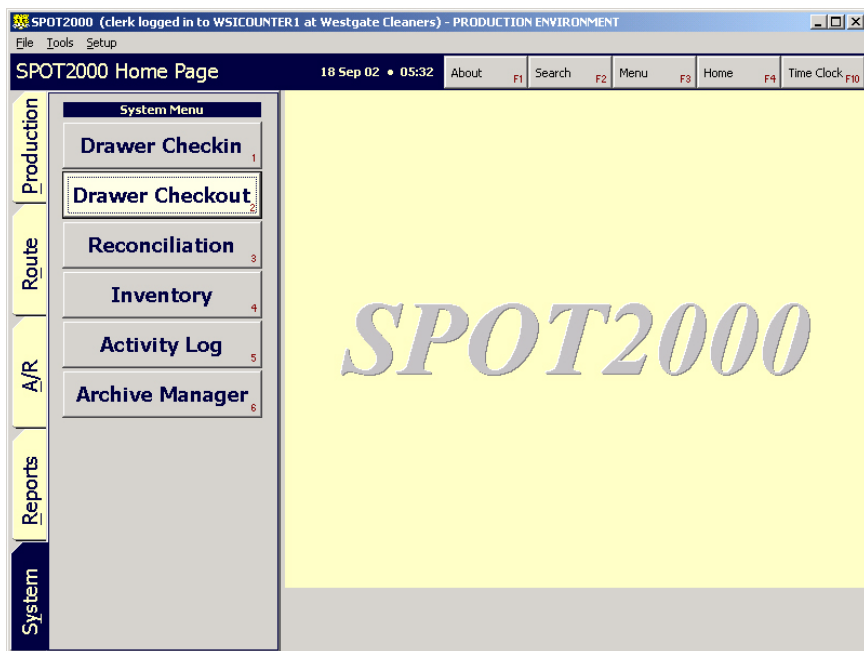 SPOT2000 (clerk logged in to WSICOUNTER1 at Westgate Cleaners) - PRODUCTION ENVIRONMENT
File Tools Setup
SPOT2000 Home Page 18 Sep 02 • 05:32 About F1 Search F2 Menu F3 Home F4 Time Clock F10
System Menu
Drawer Checkin 1
Drawer Checkout 2
Reconciliation 3
Inventory 4
Activity Log 5
Archive Manager 6
Production
Route
A/R
Reports
System
SPOT2000